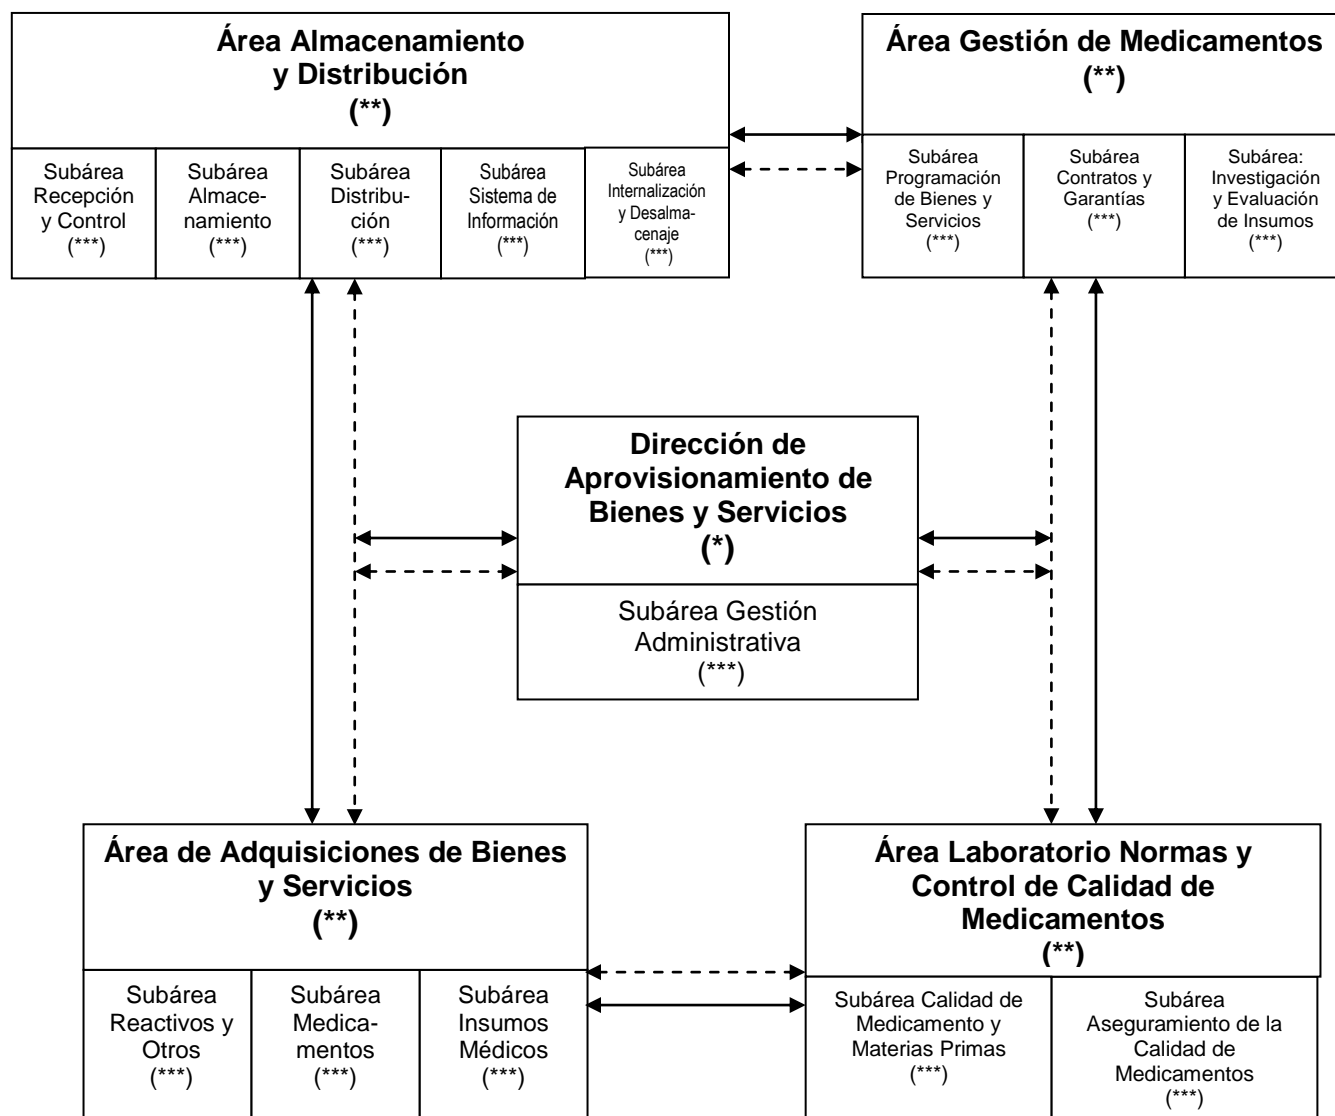 Área Almacenamiento
y Distribución
(**)
Subárea
Recepción
y Control
(***)
Subárea
Almace-
namiento
(***)
Subárea
Distribu-
ción
(***)
Subárea
Sistema de
Información
(***)
Subárea
Internalización
y Desalma-
cenaje
(***)
Área Gestión de Medicamentos
(**)
Subárea
Programación
de Bienes y
Servicios
(***)
Subárea
Contratos y
Garantías
(***)
Subárea:
Investigación
y Evaluación
de Insumos
(***)
Dirección de
Aprovisionamiento de
Bienes y Servicios
(*)
Subárea Gestión
Administrativa
(***)
Área de Adquisiciones de Bienes
y Servicios
(**)
Subárea
Reactivos y
Otros
(***)
Subárea
Medica-
mentos
(***)
Subárea
Insumos
Médicos
(***)
Área Laboratorio Normas y
Control de Calidad de
Medicamentos
(**)
Subárea Calidad de
Medicamento y
Materias Primas
(***)
Subárea
Aseguramiento de la
Calidad de
Medicamentos
(***)